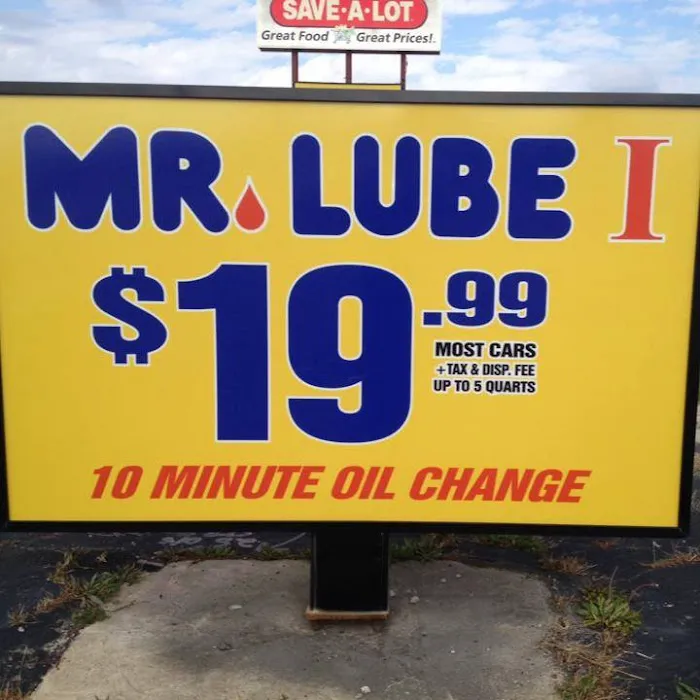 SAVE·A·LOT
Great Food Great Prices!
MR. LUBE I
$19.99
MOST CARS
+TAX & DISP. FEE
UP TO 5 QUARTS
10 MINUTE OIL CHANGE